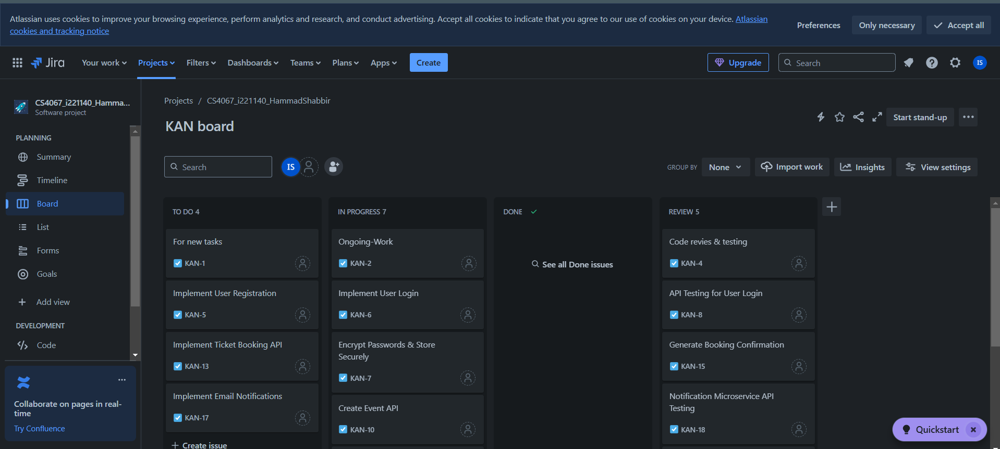 Atlassian uses cookies to improve your browsing experience, perform analytics and research, and conduct advertising. Accept all cookies to indicate that you agree to our use of cookies on your device. Atlassian
cookies and tracking notice
Preferences
Only necessary
Accept all
Jira
Your work
Projects
Filters
Dashboards
Teams
Plans
Apps
Create
Upgrade
Search
IS
CS4067_i221140_Hamma...
Software project
PLANNING
Summary
Timeline
Board
List
Forms
Goals
Add view
DEVELOPMENT
Code
Collaborate on pages in real-
time
Try Confluence
Projects / CS4067_i221140_HammadShabbir
KAN board
Start stand-up
Search
IS
GROUP BY
None
Import work
Insights
View settings
TO DO 4
For new tasks
KAN-1
Implement User Registration
KAN-5
Implement Ticket Booking API
KAN-13
Implement Email Notifications
KAN-17
Create issue
IN PROGRESS 7
Ongoing-Work
KAN-2
Implement User Login
KAN-6
Encrypt Passwords & Store
Securely
KAN-7
Create Event API
KAN-10
DONE
See all Done issues
REVIEW 5
Code revies & testing
KAN-4
API Testing for User Login
KAN-8
Generate Booking Confirmation
KAN-15
Notification Microservice API
Testing
KAN-18
Quickstart